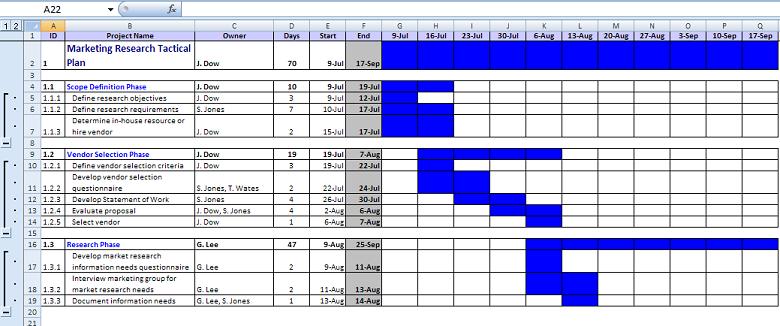 A22 fx
1 2 A B C D E F G H I J K L M N O P Q
1 ID Project Name Owner Days Start End 9-Jul 16-Jul 23-Jul 30-Jul 6-Aug 13-Aug 20-Aug 27-Aug 3-Sep 10-Sep 17-Sep
Marketing Research Tactical
2 1 Plan J. Dow 70 9-Jul 17-Sep
3
4 1.1 Scope Definition Phase J. Dow 10 9-Jul 19-Jul
5 1.1.1 Define research objectives J. Dow 3 9-Jul 12-Jul
6 1.1.2 Define research requirements S. Jones 7 10-Jul 17-Jul
Determine in-house resource or
7 1.1.3 hire vendor J. Dow 2 15-Jul 17-Jul
8
9 1.2 Vendor Selection Phase J. Dow 19 19-Jul 7-Aug
10 1.2.1 Define vendor selection criteria J. Dow 3 19-Jul 22-Jul
Develop vendor selection
11 1.2.2 questionnaire S. Jones, T. Wates 2 22-Jul 24-Jul
12 1.2.3 Develop Statement of Work S. Jones 4 26-Jul 30-Jul
13 1.2.4 Evaluate proposal J. Dow, S. Jones 4 2-Aug 6-Aug
14 1.2.5 Select vendor J. Dow 1 6-Aug 7-Aug
15
16 1.3 Research Phase G. Lee 47 9-Aug 25-Sep
Develop market research
17 1.3.1 information needs questionnaire G. Lee 2 9-Aug 11-Aug
Interview marketing group for
18 1.3.2 market research needs G. Lee 2 11-Aug 13-Aug
19 1.3.3 Document information needs G. Lee, S. Jones 1 13-Aug 14-Aug
20
21